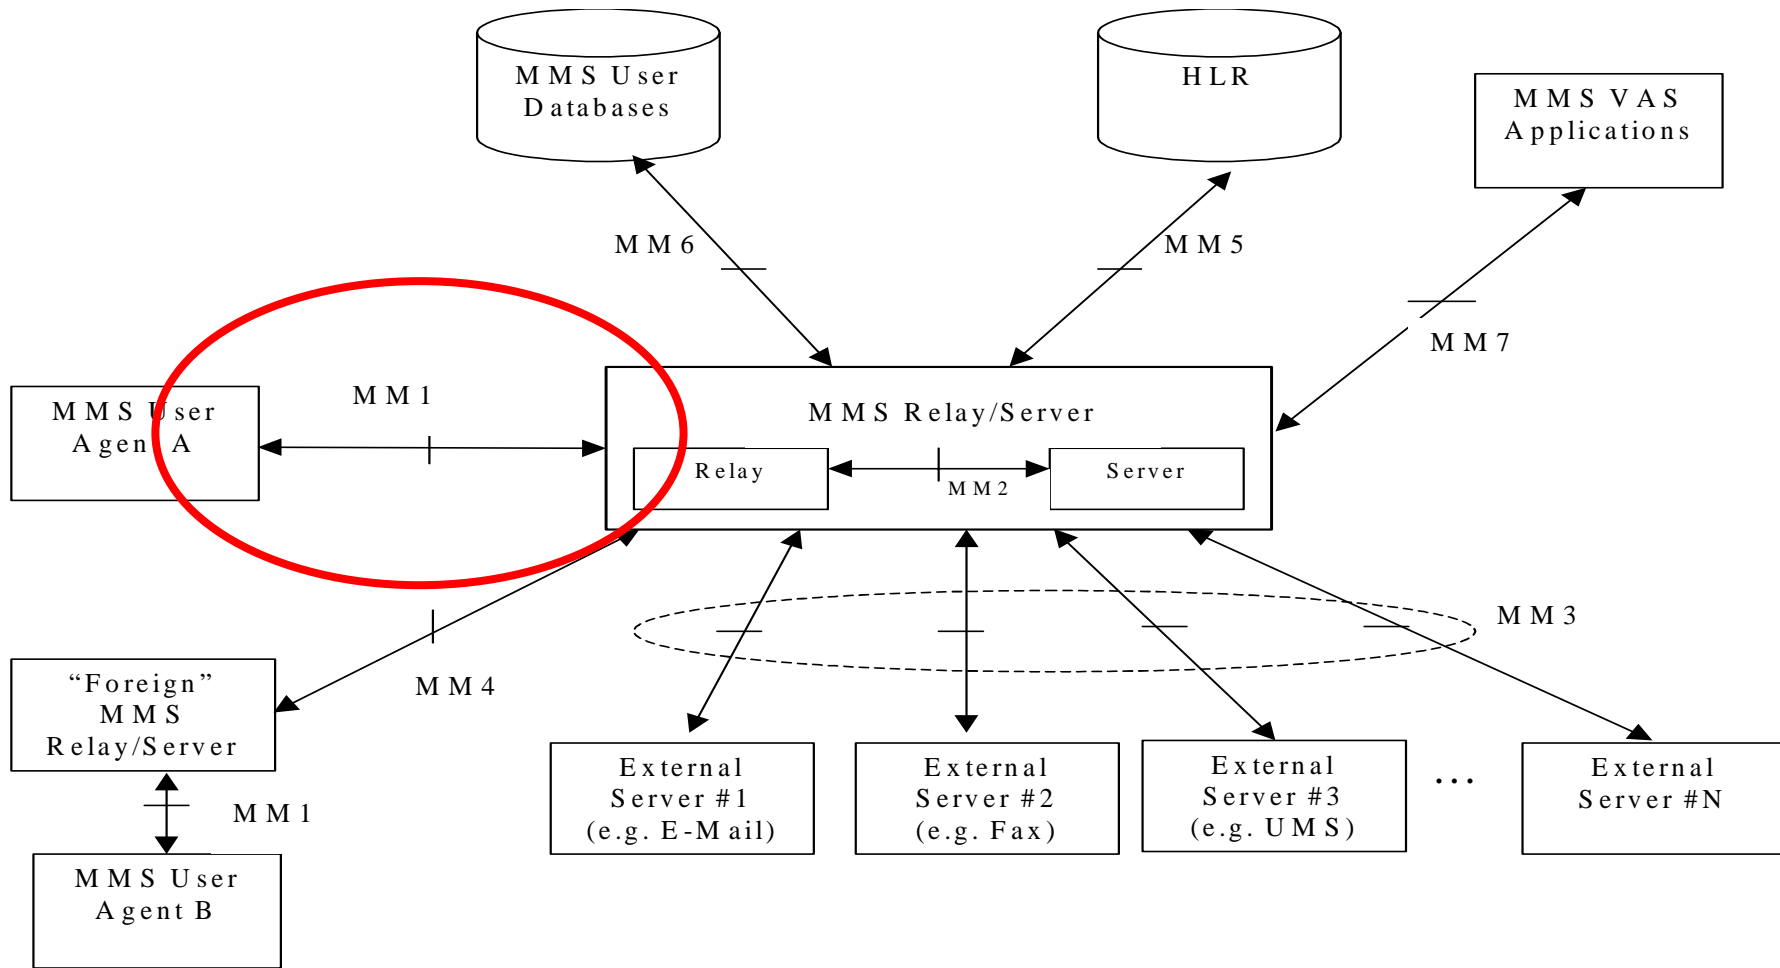 MMS User
Databases
HLR
MMS VAS
Applications
MM6
MM5
MM7
MM1
MMS User
Agent A
MMS Relay/Server
Relay
MM2
Server
MM3
MM4
"Foreign"
MMS
Relay/Server
MM1
MMS User
Agent B
External
Server #1
(e.g. E-Mail)
External
Server #2
(e.g. Fax)
External
Server #3
(e.g. UMS)
...
External
Server #N